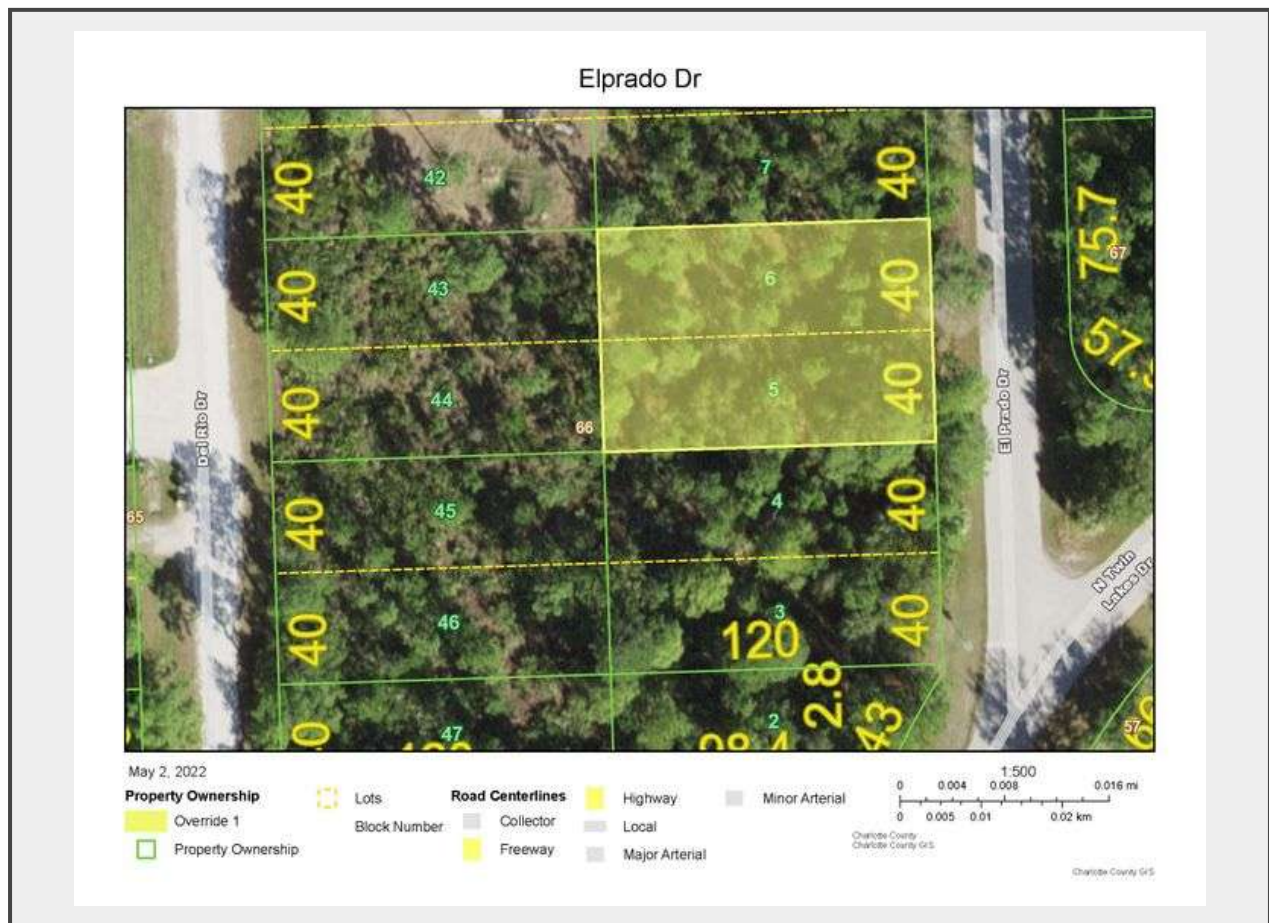 Elprado Dr
40
42
7
40
75.7
67
43
40
6
40
57.
Del Rio Dr
44
40
66
5
40
El Prado Dr
65
45
40
4
40
N Twin
Lakes Dr
46
40
3
120
40
47
2
2.8
43
98.4
57
May 2, 2022
1:500
Property Ownership
Override 1
Property Ownership
Lots
Block Number
Road Centerlines
Collector
Freeway
Highway
Local
Major Arterial
Minor Arterial
0 0.004 0.008 0.016 mi
0 0.005 0.01 0.02 km
Charlotte County
Charlotte County GIS
Charlotte County GIS